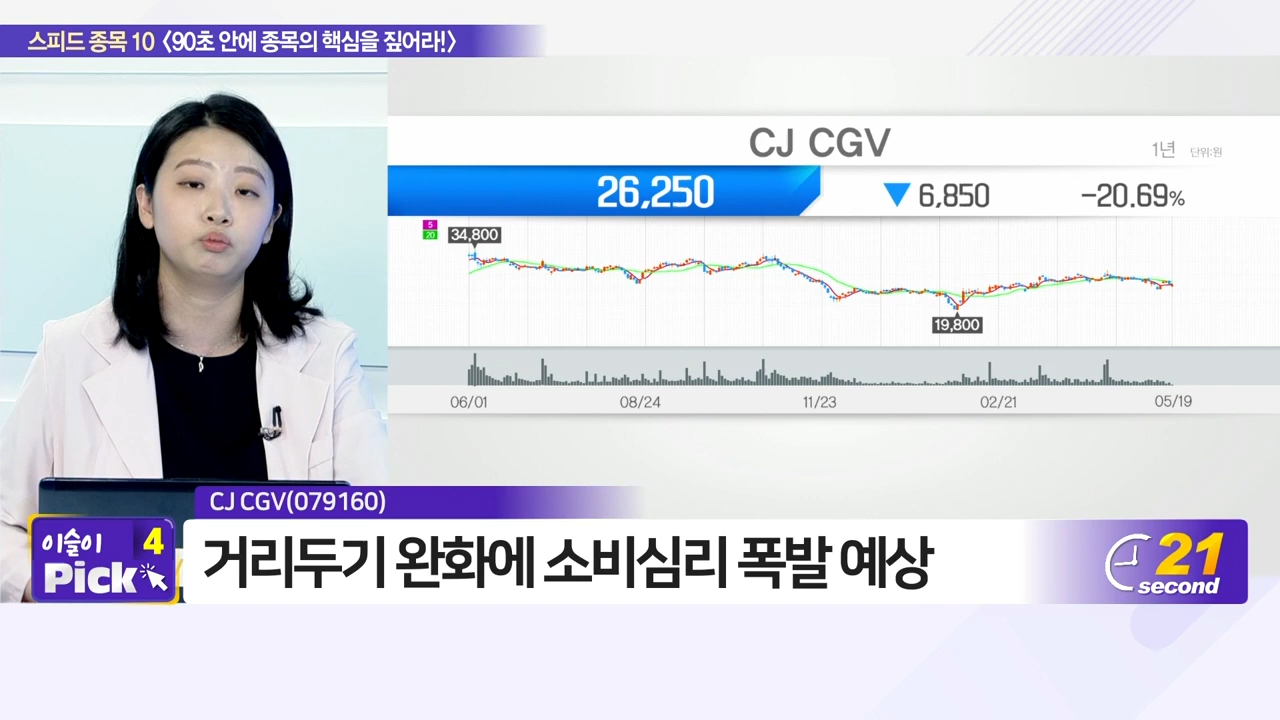 스피드 종목 10 <90초 안에 종목의 핵심을 짚어라!>
CJ CGV
1년 단위:원
26,250 ▼ 6,850 -20.69%
5
20
34,800
19,800
06/01 08/24 11/23 02/21 05/19
CJ CGV(079160)
이슬이 4
Pick
거리두기 완화에 소비심리 폭발 예상
21
second